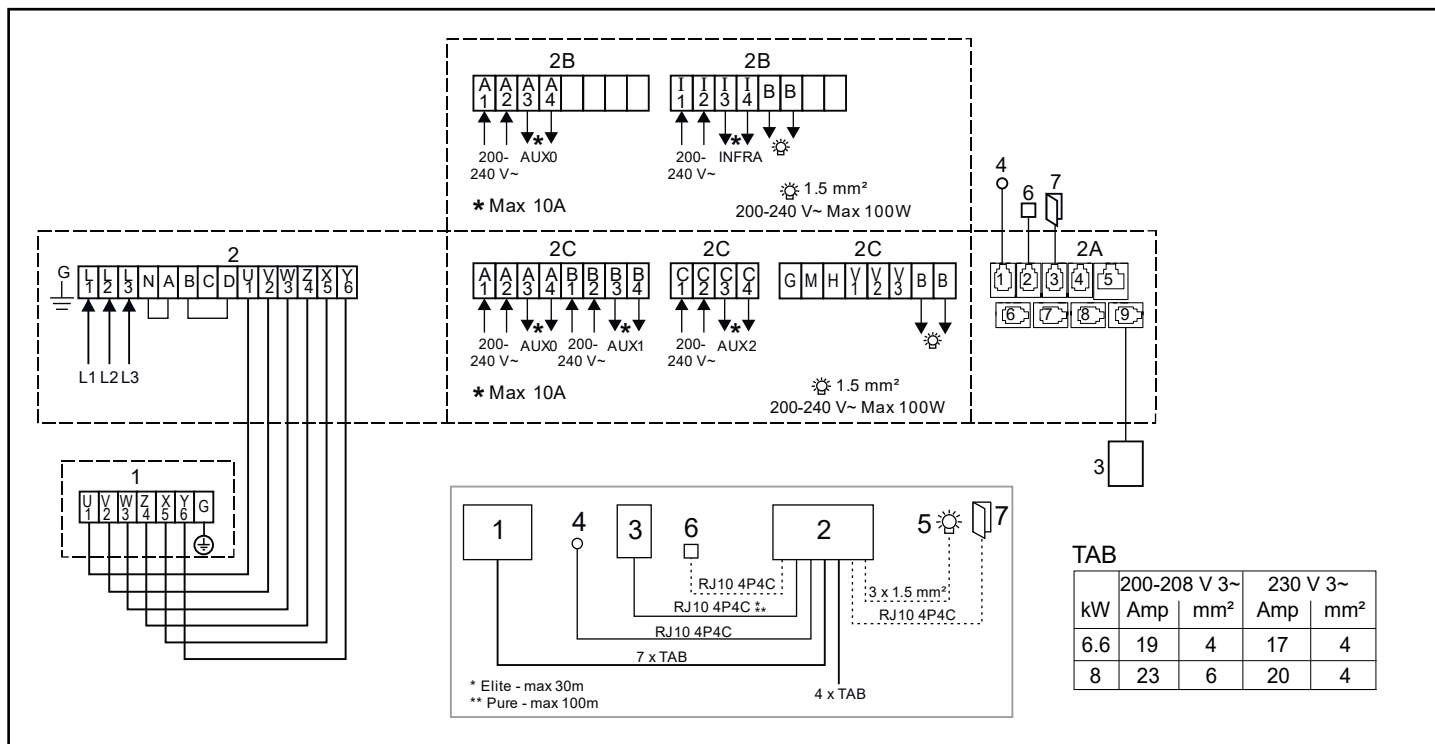 2B 2B
A1 A2 A3 A4 I1 I2 I3 I4 B B
200-240 V~ * AUX0 200-240 V~ * INFRA
* Max 10A
1.5 mm²
200-240 V~ Max 100W
4 6 7
2 2C 2C 2C 2A
G L1 L2 L3 N A B C D U1 V2 W3 Z4 X5 Y6
A1 A2 A3 A4 B1 B2 B3 B4 C1 C2 C3 C4 G M H V1 V2 V3 B B
1 2 3 4 5
6 7 8 9
L1 L2 L3
200-240 V~ * AUX0 200-240 V~ * AUX1 200-240 V~ * AUX2
* Max 10A
1.5 mm²
200-240 V~ Max 100W
3
1
U1 V2 W3 Z4 X5 Y6 G
1 4 3 6 2 5 7
RJ10 4P4C
3 x 1.5 mm²
RJ10 4P4C * **
RJ10 4P4C
RJ10 4P4C
7 x TAB
4 x TAB
* Elite - max 30m
** Pure - max 100m
TAB
200-208 V 3~ 230 V 3~
kW Amp mm² Amp mm²
6.6 19 4 17 4
8 23 6 20 4